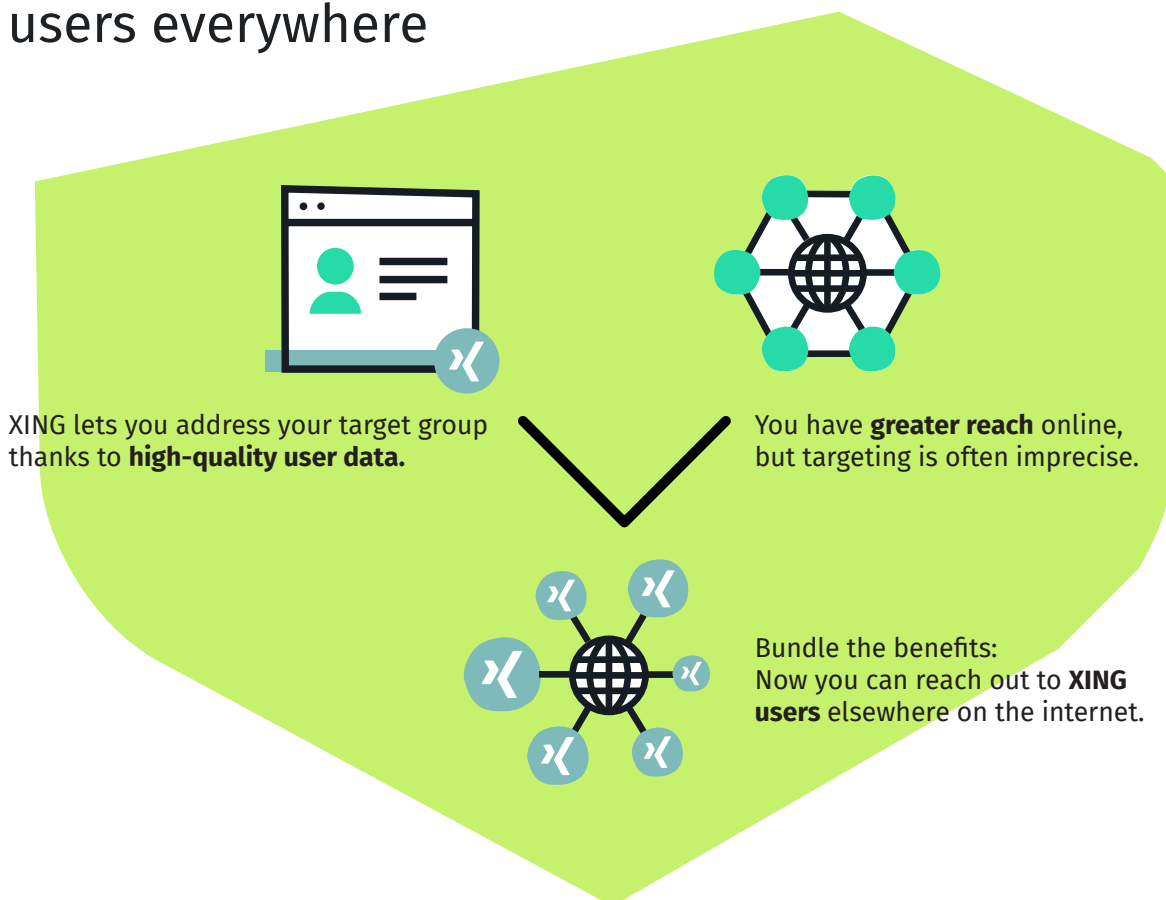 users everywhere
XING lets you address your target group
thanks to high-quality user data.
You have greater reach online,
but targeting is often imprecise.
Bundle the benefits:
Now you can reach out to XING
users elsewhere on the internet.